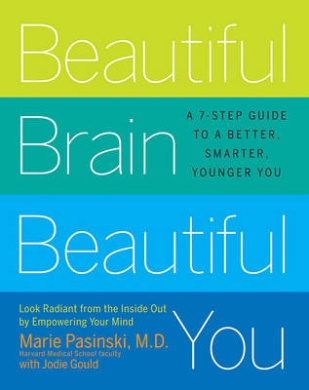 Beautiful
Brain
A 7-STEP GUIDE
TO A BETTER,
SMARTER,
YOUNGER YOU
Beautiful
Look Radiant from the Inside Out
by Empowering Your Mind
You
Marie Pasinski, M.D.
Harvard Medical School faculty
with Jodie Gould